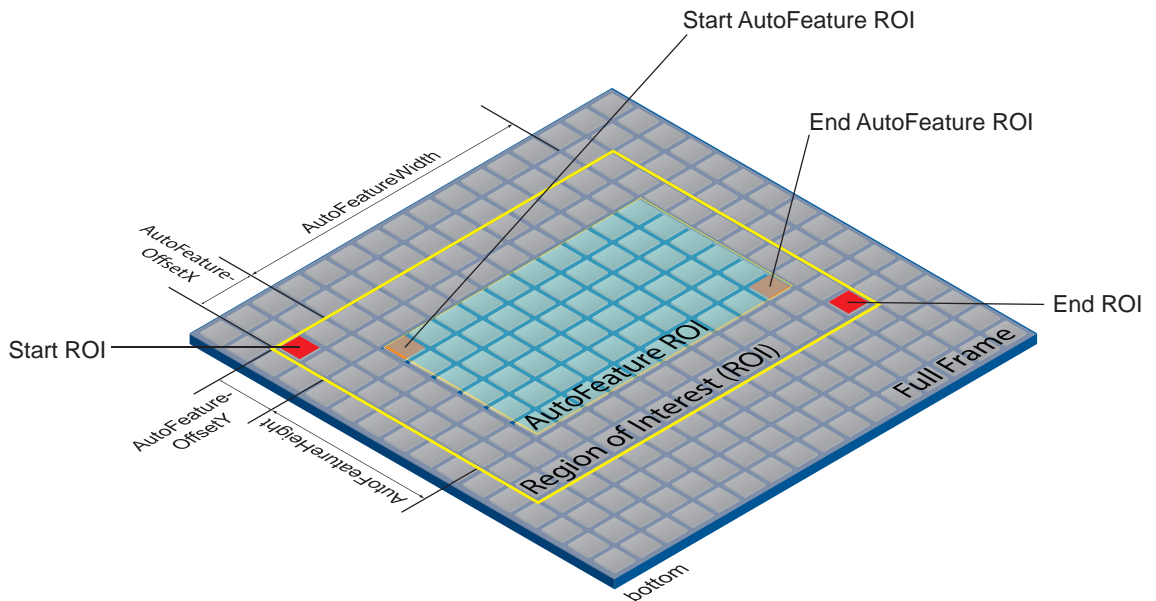 Start AutoFeature ROI
End AutoFeature ROI
AutoFeatureWidth
AutoFeature-
OffsetX
Start ROI
End ROI
AutoFeature ROI
Region of Interest (ROI)
Full Frame
AutoFeature-
OffsetY
AutoFeatureHeight
bottom